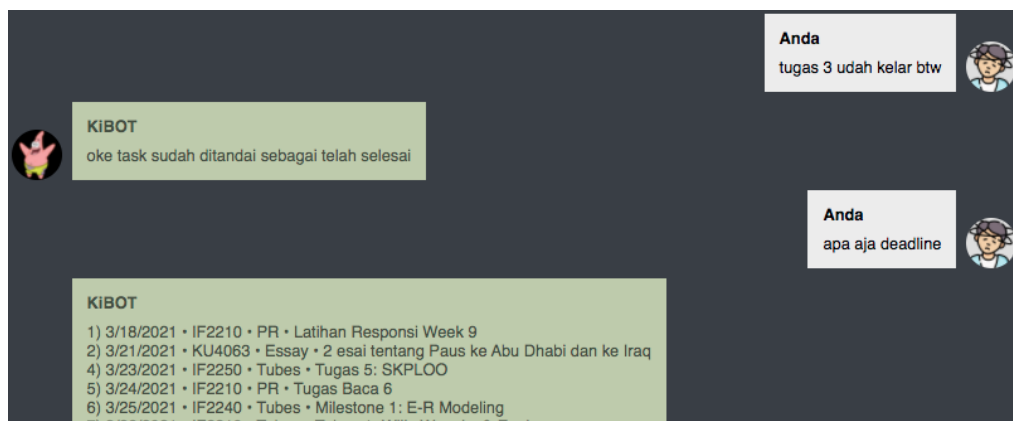 Anda
tugas 3 udah kelar btw
KiBOT
oke task sudah ditandai sebagai telah selesai
Anda
apa aja deadline
KiBOT
1) 3/18/2021 • IF2210 • PR • Latihan Responsi Week 9
2) 3/21/2021 • KU4063 • Essay • 2 esai tentang Paus ke Abu Dhabi dan ke Iraq
4) 3/23/2021 • IF2250 • Tubes • Tugas 5: SKPLOO
5) 3/24/2021 • IF2210 • PR • Tugas Baca 6
6) 3/25/2021 • IF2240 • Tubes • Milestone 1: E-R Modeling